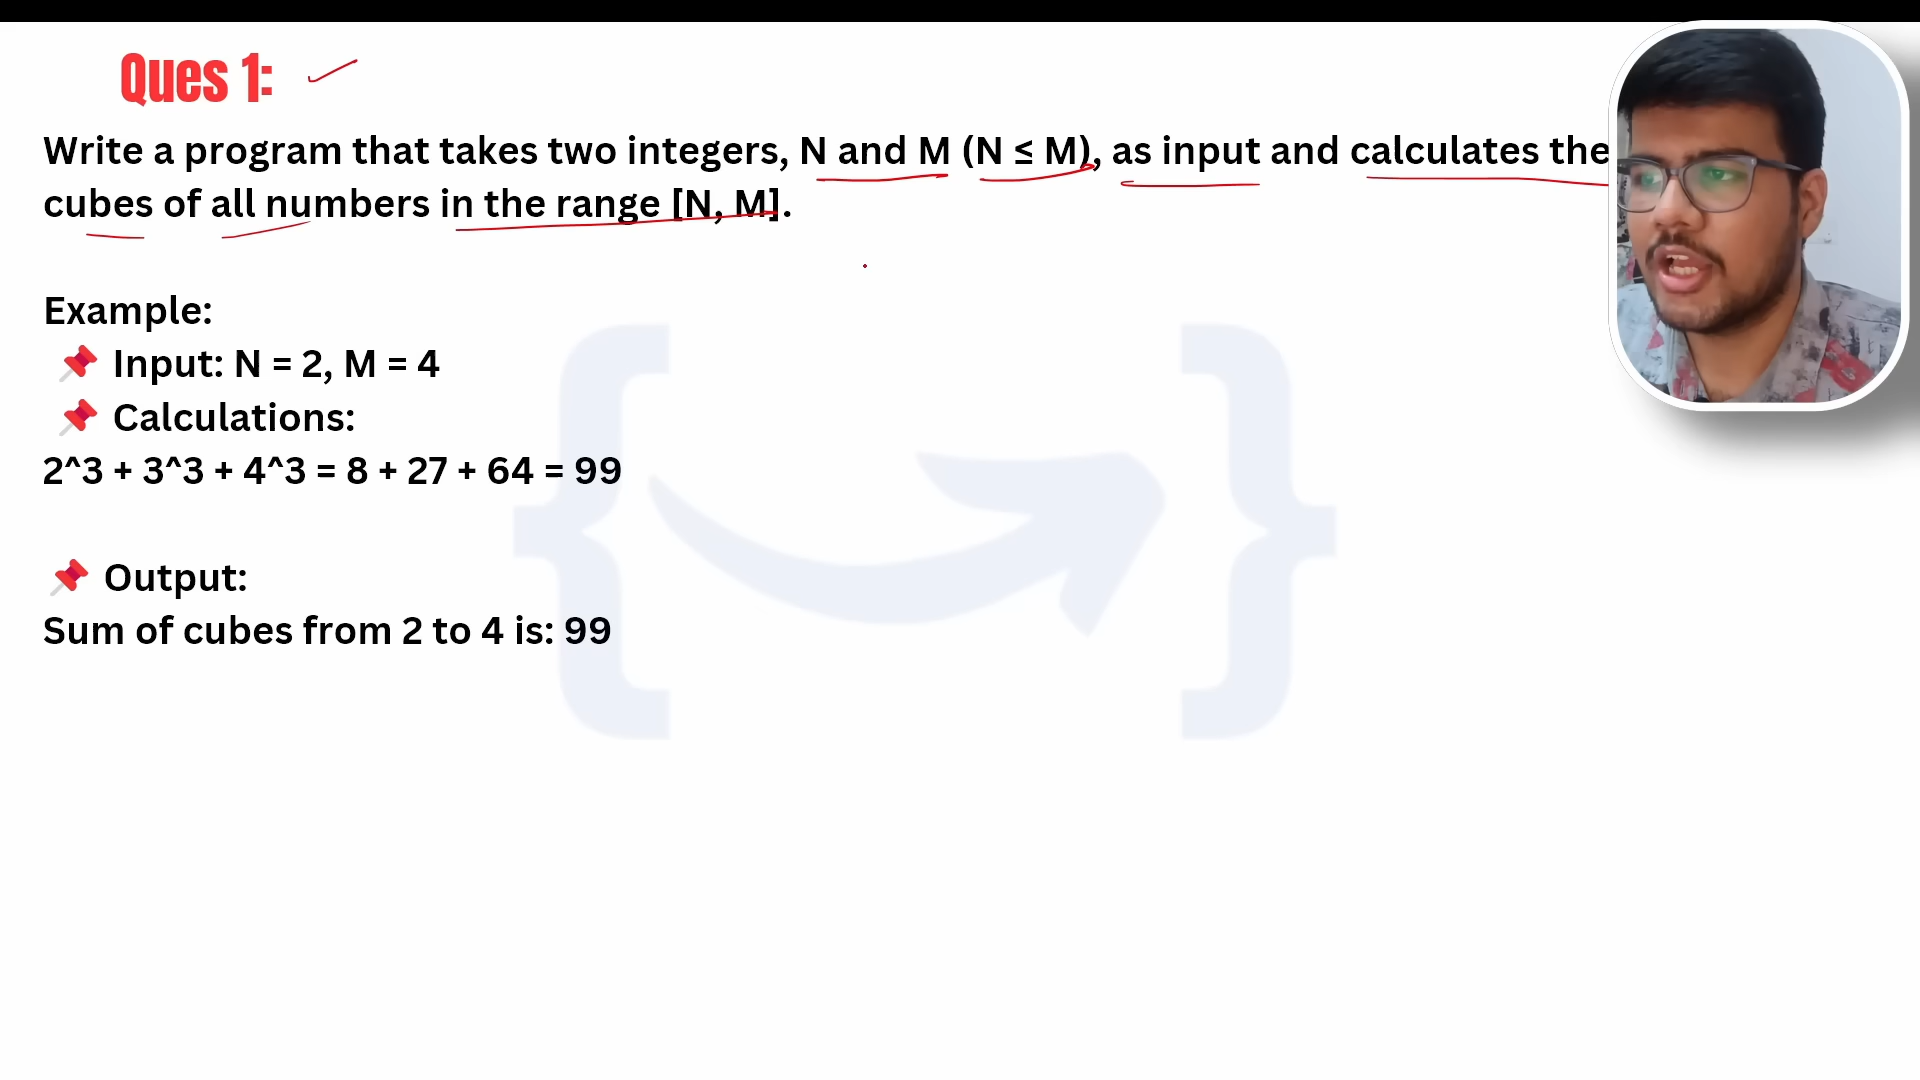 Ques 1:
Write a program that takes two integers, N and M (N ≤ M), as input and calculates the
cubes of all numbers in the range [N, M].
Example:
📌 Input: N = 2, M = 4
📌 Calculations:
2^3 + 3^3 + 4^3 = 8 + 27 + 64 = 99
📌 Output:
Sum of cubes from 2 to 4 is: 99